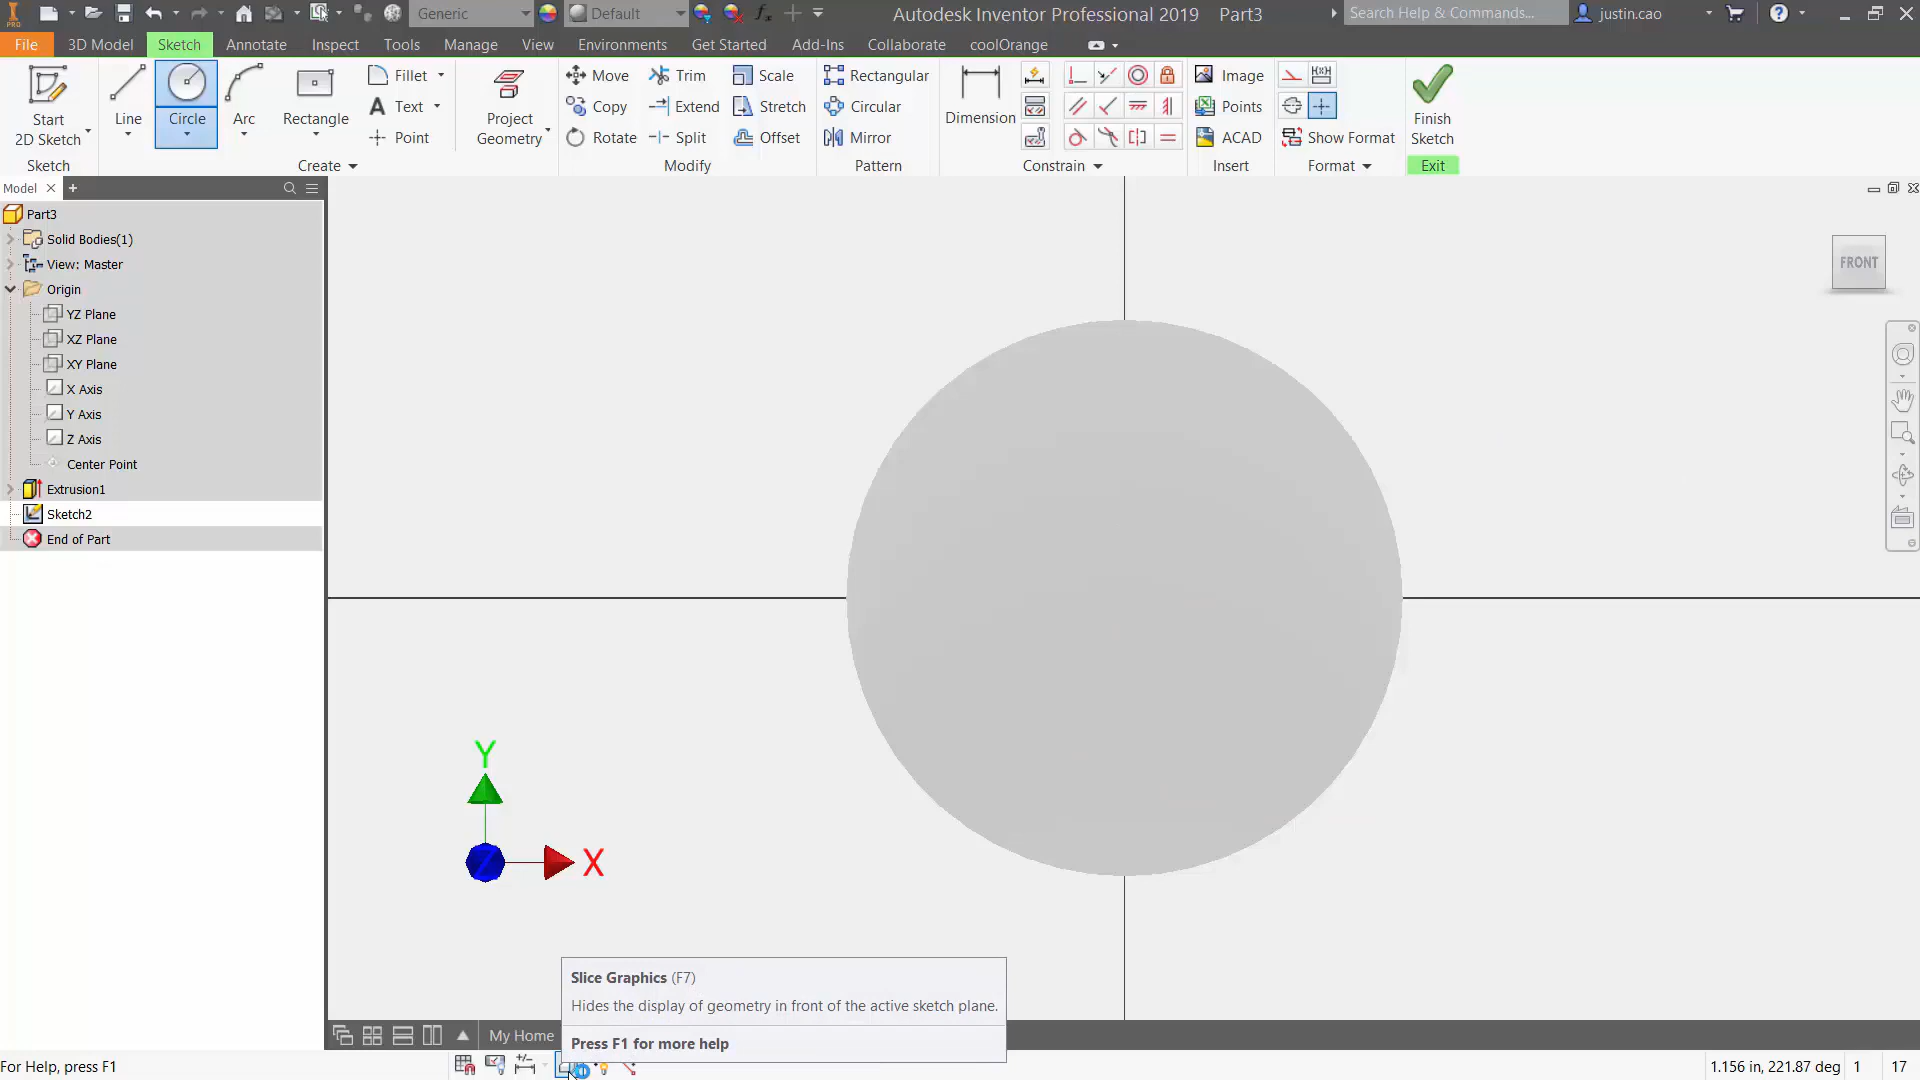 PRO
Generic
Default
fx
Autodesk Inventor Professional 2019 Part3
Search Help & Commands...
justin.cao
File
3D Model
Sketch
Annotate
Inspect
Tools
Manage
View
Environments
Get Started
Add-Ins
Collaborate
coolOrange
Start
2D Sketch
Sketch
Line
Circle
Arc
Rectangle
Fillet
Text
Point
Create
Project
Geometry
Move
Copy
Rotate
Trim
Extend
Split
Scale
Stretch
Offset
Modify
Rectangular
Circular
Mirror
Pattern
Dimension
Constrain
Image
Points
ACAD
Insert
Show Format
Format
Finish
Sketch
Exit
Model
Part3
Solid Bodies(1)
View: Master
Origin
YZ Plane
XZ Plane
XY Plane
X Axis
Y Axis
Z Axis
Center Point
Extrusion1
Sketch2
End of Part
FRONT
Y
Z
X
Slice Graphics (F7)
Hides the display of geometry in front of the active sketch plane.
Press F1 for more help
My Home
For Help, press F1
1.156 in, 221.87 deg 1 17